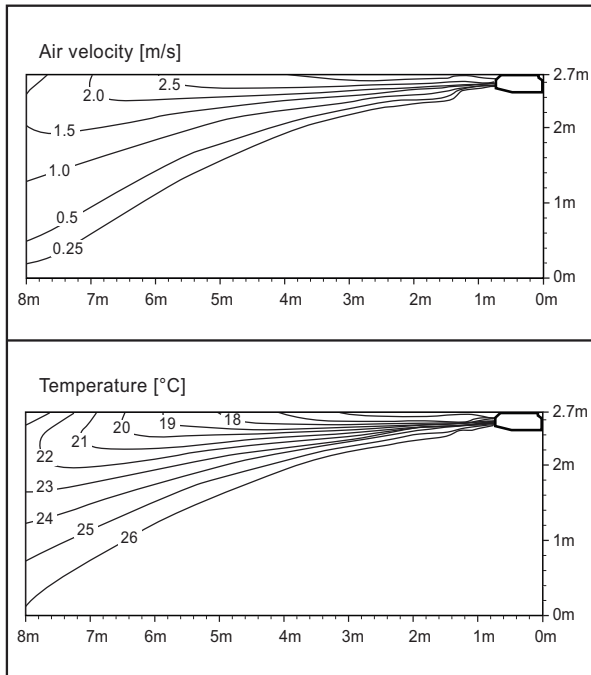 Air velocity [m/s]
2.7m
2.5
2.0
2m
1.5
1.0
1m
0.5
0.25
0m
8m 7m 6m 5m 4m 3m 2m 1m 0m
Temperature [°C]
2.7m
18
19
20
21
22
2m
23
24
25
26
1m
0m
8m 7m 6m 5m 4m 3m 2m 1m 0m